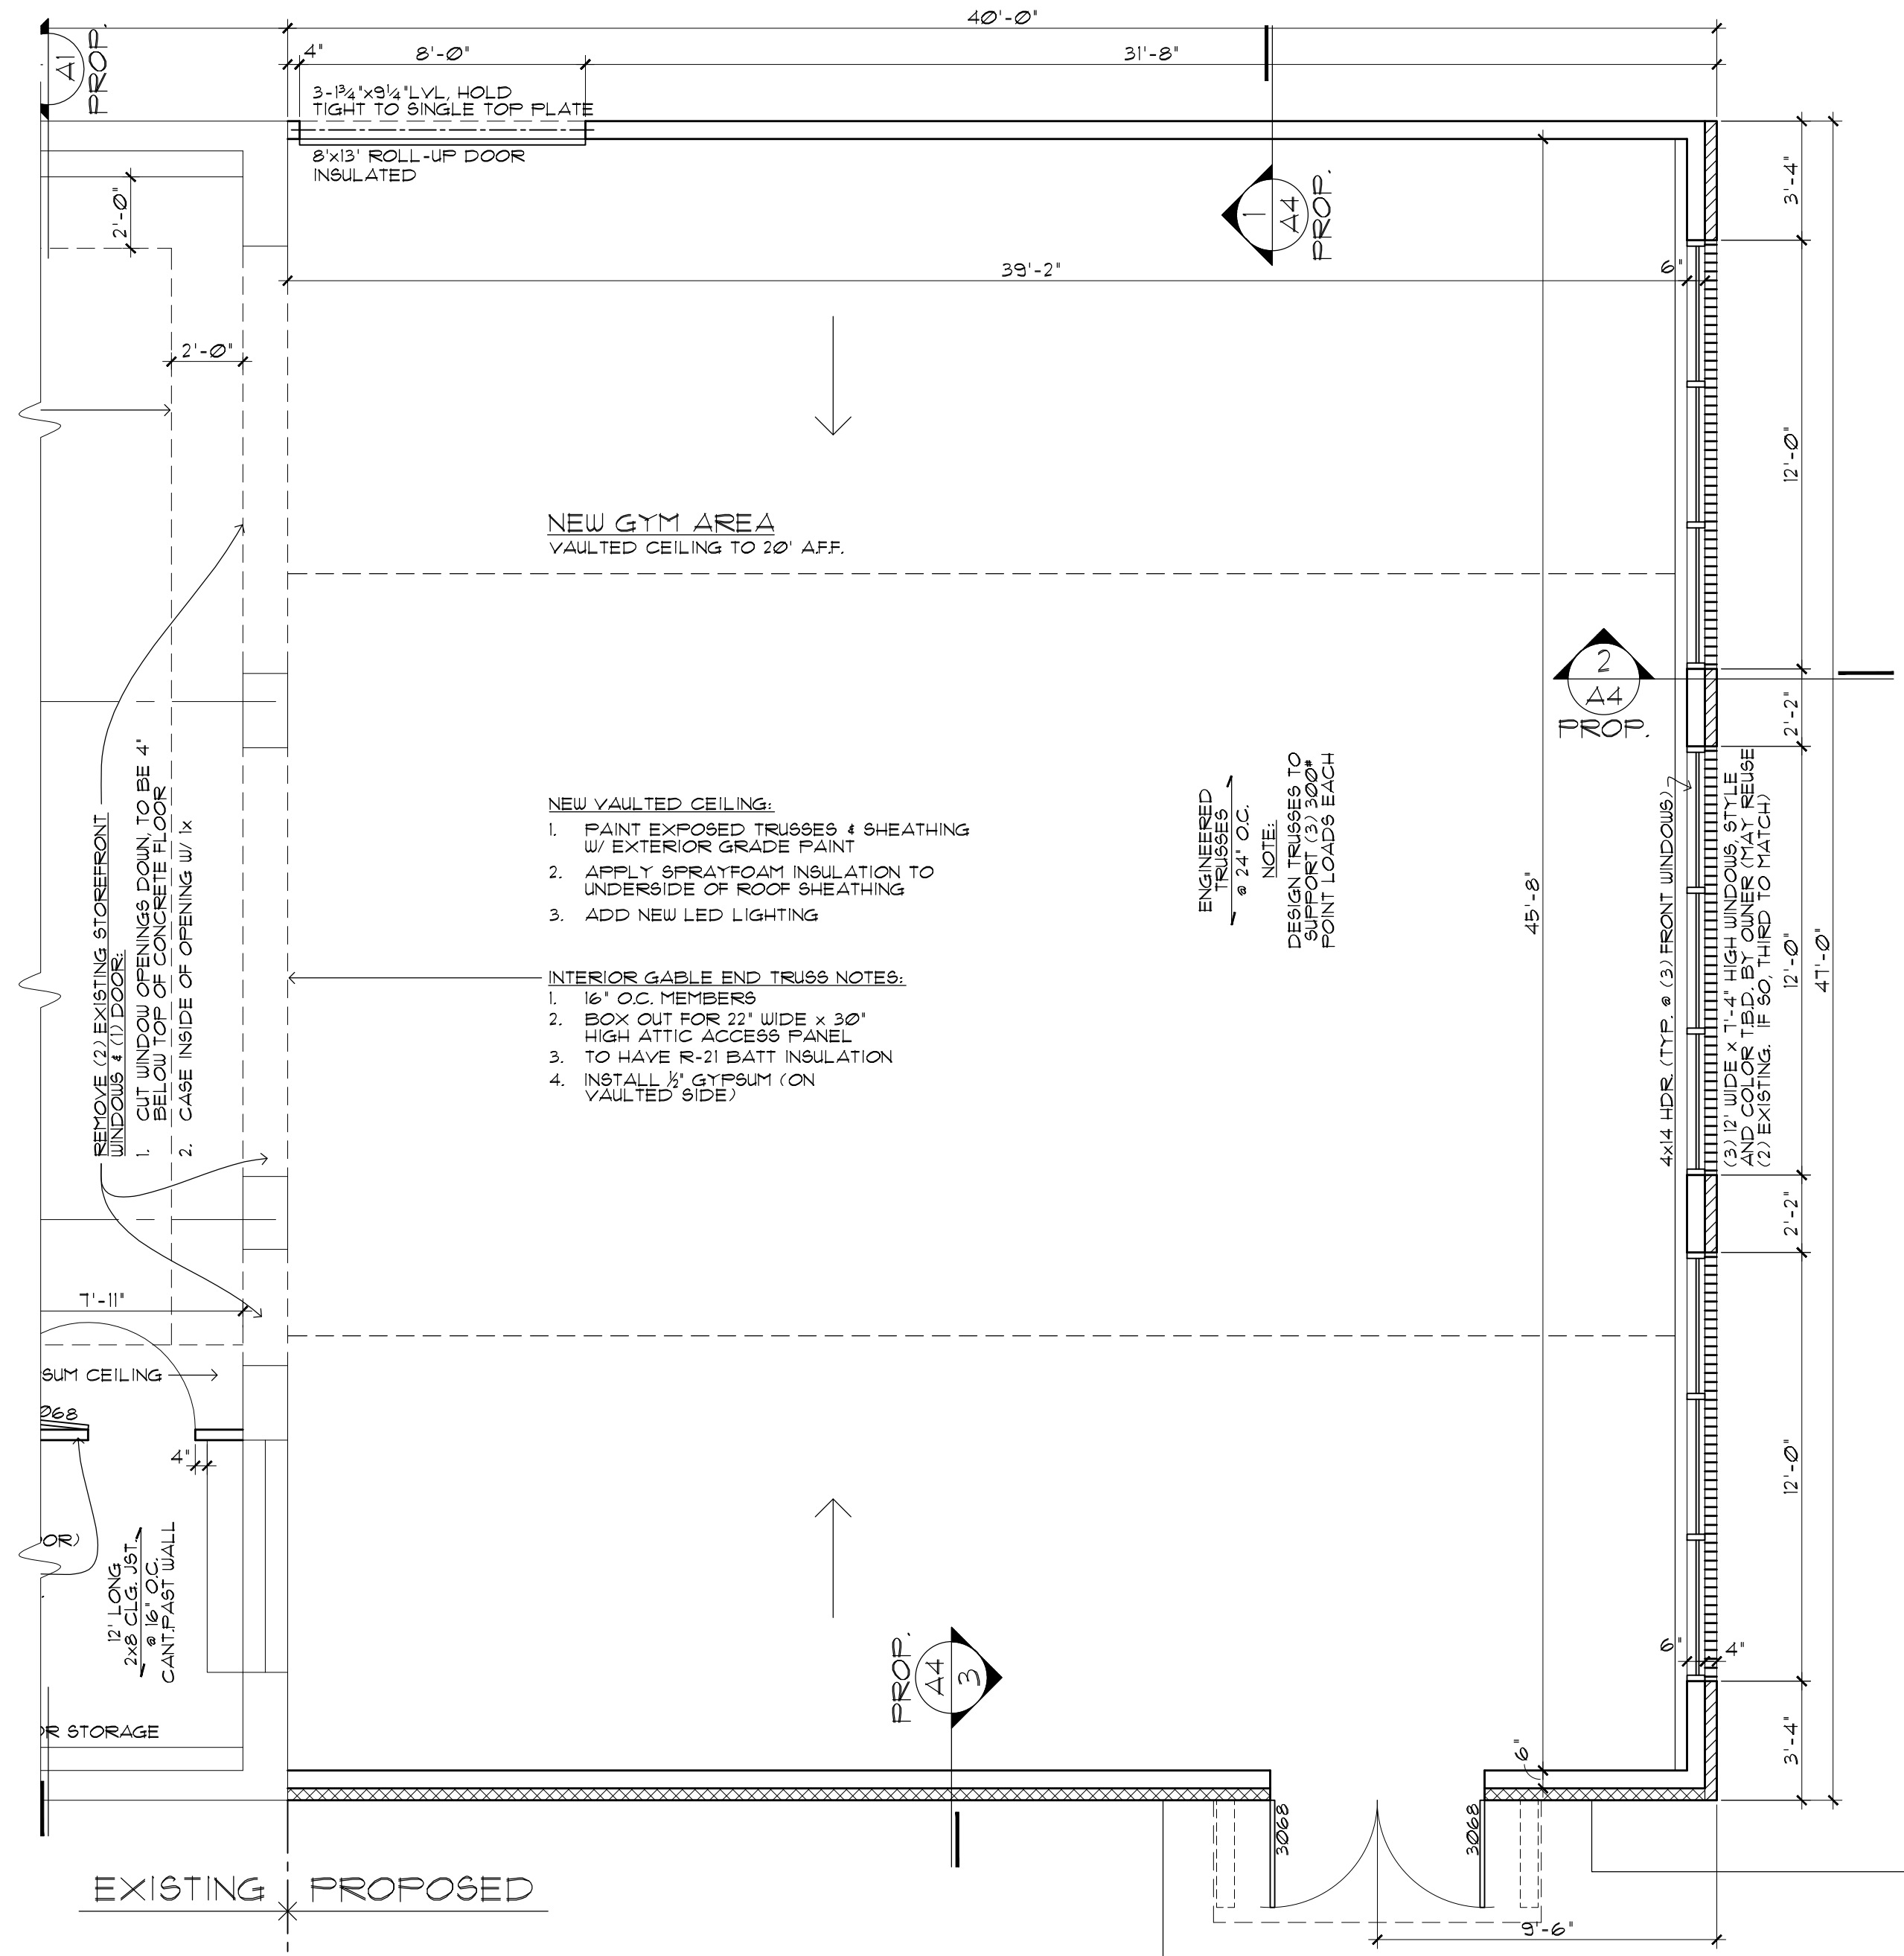 40'-0"
4"
8'-0"
31'-8"
A1
PROP.
3-1¾"x9¼"LVL, HOLD
TIGHT TO SINGLE TOP PLATE
8'x13' ROLL-UP DOOR
INSULATED
2'-0"
1
A4
PROP.
3'-4"
39'-2"
6"
2'-0"
12'-0"
NEW GYM AREA
VAULTED CEILING TO 20' A.F.F.
2
A4
PROP.
2'-2"
REMOVE (2) EXISTING STOREFRONT
WINDOWS & (1) DOOR:
1. CUT WINDOW OPENINGS DOWN, TO BE 4"
BELOW TOP OF CONCRETE FLOOR
2. CASE INSIDE OF OPENING W/ 1x
NEW VAULTED CEILING:
1. PAINT EXPOSED TRUSSES & SHEATHING
W/ EXTERIOR GRADE PAINT
2. APPLY SPRAYFOAM INSULATION TO
UNDERSIDE OF ROOF SHEATHING
3. ADD NEW LED LIGHTING
ENGINEERED
TRUSSES
@ 24" O.C.
NOTE:
DESIGN TRUSSES TO
SUPPORT (3) 300#
POINT LOADS EACH
45'-8"
4x14 HDR. (TYP. @ (3) FRONT WINDOWS)
(3) 12' WIDE x 7'-4" HIGH WINDOWS, STYLE
AND COLOR T.B.D. BY OWNER (MAY REUSE
(2) EXISTING. IF SO, THIRD TO MATCH)
12'-0"
47'-0"
INTERIOR GABLE END TRUSS NOTES:
1. 16" O.C. MEMBERS
2. BOX OUT FOR 22" WIDE x 30"
HIGH ATTIC ACCESS PANEL
3. TO HAVE R-21 BATT INSULATION
4. INSTALL ½" GYPSUM (ON
VAULTED SIDE)
2'-2"
7'-11"
SUM CEILING
068
4"
12'-0"
OR)
12' LONG
2x8 CLG. JST.
@ 16" O.C.
CANT. PAST WALL
PROP.
A4
3
6"
4"
OR STORAGE
3'-4"
6"
3068
3068
EXISTING
PROPOSED
9'-6"